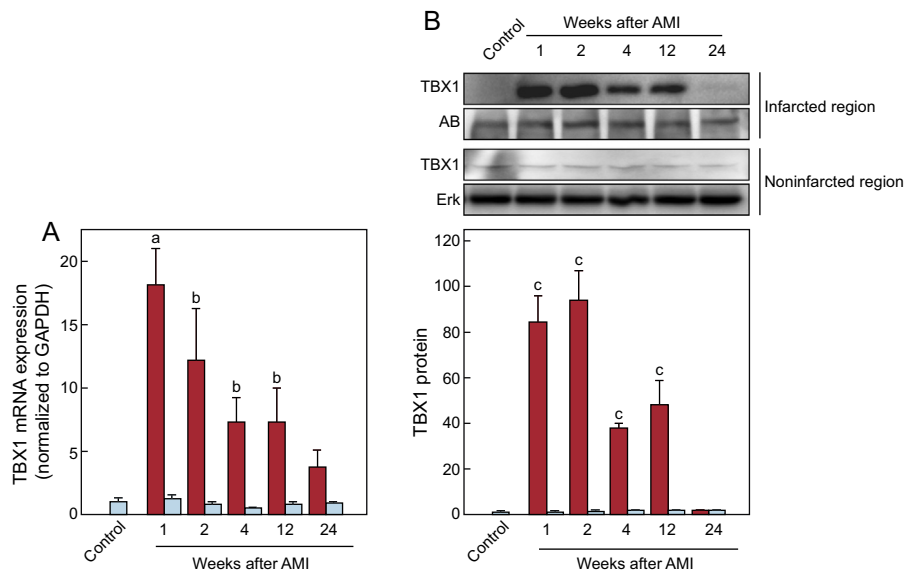 A
TBX1 mRNA expression
(normalized to GAPDH)
20
15
10
5
0
a
b
b
b
Control
1
2
4
12
24
Weeks after AMI
B
Weeks after AMI
Control
1
2
4
12
24
TBX1
AB
Infarcted region
TBX1
Erk
Noninfarcted region
TBX1 protein
120
100
80
60
40
20
0
c
c
c
c
Control
1
2
4
12
24
Weeks after AMI